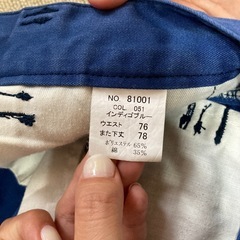 NO. 81001
COL. 051
インディゴブルー
ウエスト 76
また下丈 78
ポリエステル 65%
綿 35%